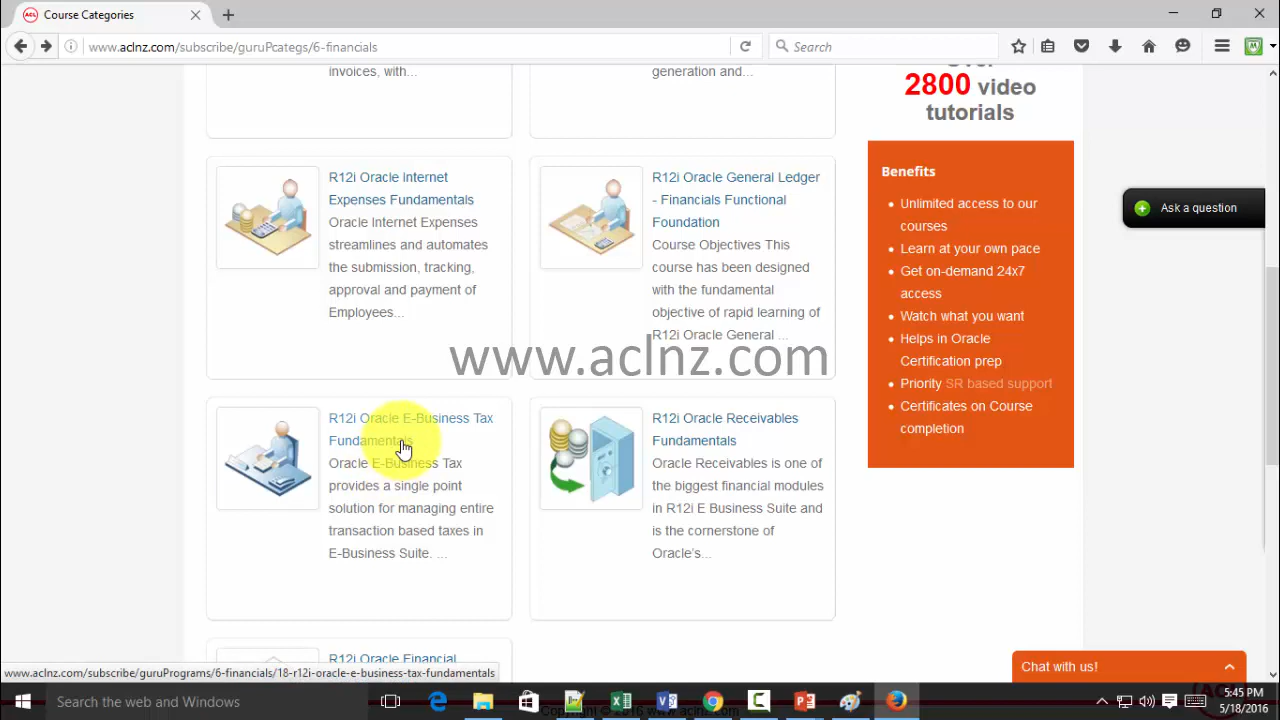 ACL
Course Categories
www.aclnz.com/subscribe/guruPcategs/6-financials
Search
invoices, with...
generation and...
Over
2800 video
tutorials
R12i Oracle Internet
Expenses Fundamentals
Oracle Internet Expenses
streamlines and automates
the submission, tracking,
approval and payment of
Employees...
R12i Oracle General Ledger
- Financials Functional
Foundation
Course Objectives This
course has been designed
with the fundamental
objective of rapid learning of
R12i Oracle General ...
Benefits
Unlimited access to our
courses
Learn at your own pace
Get on-demand 24x7
access
Watch what you want
Helps in Oracle
Certification prep
Priority SR based support
Certificates on Course
completion
Ask a question
www.aclnz.com
R12i Oracle E-Business Tax
Fundamentals
Oracle E-Business Tax
provides a single point
solution for managing entire
transaction based taxes in
E-Business Suite. ...
R12i Oracle Receivables
Fundamentals
Oracle Receivables is one of
the biggest financial modules
in R12i E Business Suite and
is the cornerstone of
Oracle's...
R12i Oracle Financial
www.aclnz.com/subscribe/guruPrograms/6-financials/18-r12i-oracle-e-business-tax-fundamentals
Chat with us!
Search the web and Windows
Copyright © 2016 www.aclnz.com
5:45 PM
5/18/2016